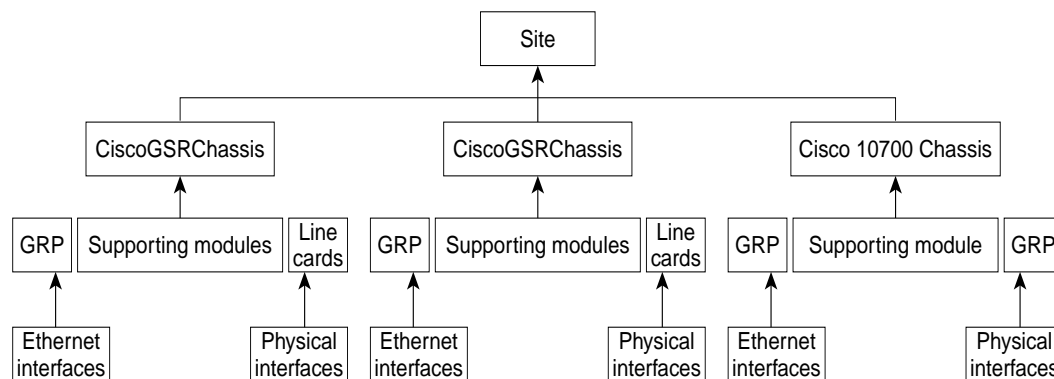 Site
CiscoGSRChassis
CiscoGSRChassis
Cisco 10700 Chassis
GRP
Supporting modules
Line
cards
GRP
Supporting modules
Line
cards
GRP
Supporting module
GRP
Ethernet
interfaces
Physical
interfaces
Ethernet
interfaces
Physical
interfaces
Ethernet
interfaces
Physical
interfaces